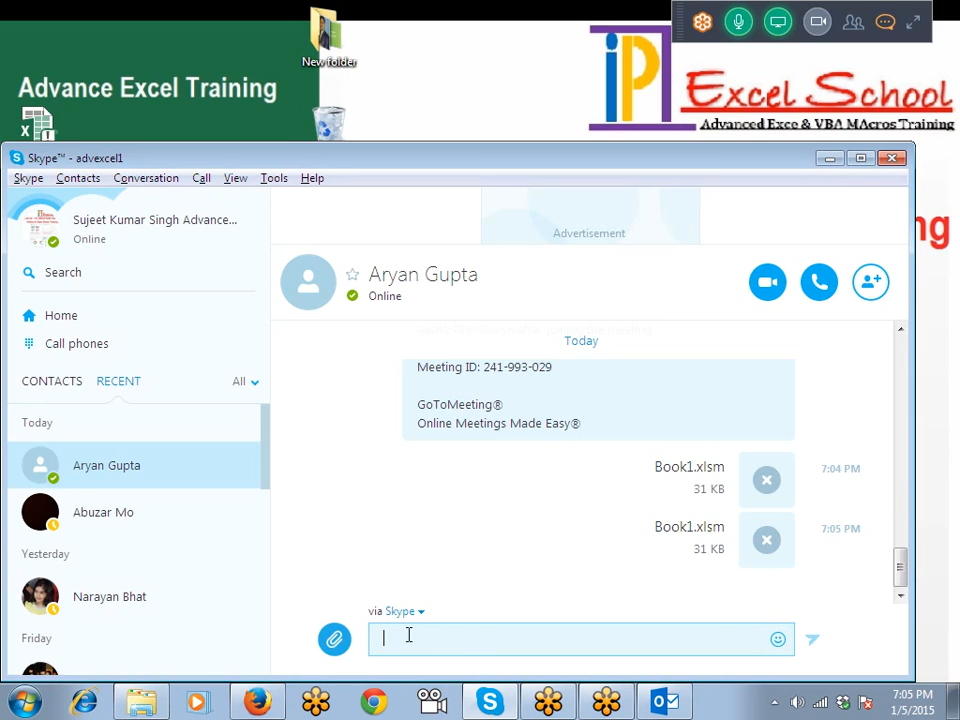 New folder
Advance Excel Training
iPT Excel School
Advanced Exce & VBA MAcros Training
ng
Skype™ - advexcel1
Skype Contacts Conversation Call View Tools Help
Sujeet Kumar Singh Advance...
Online
Advertisement
Search
Aryan Gupta
Online
Home
Call phones
Today
CONTACTS RECENT All
Meeting ID: 241-993-029
GoToMeeting®
Online Meetings Made Easy®
Today
Aryan Gupta
Book1.xlsm
31 KB
7:04 PM
Abuzar Mo
Book1.xlsm
31 KB
7:05 PM
Yesterday
Narayan Bhat
via Skype
Friday
7:05 PM
1/5/2015